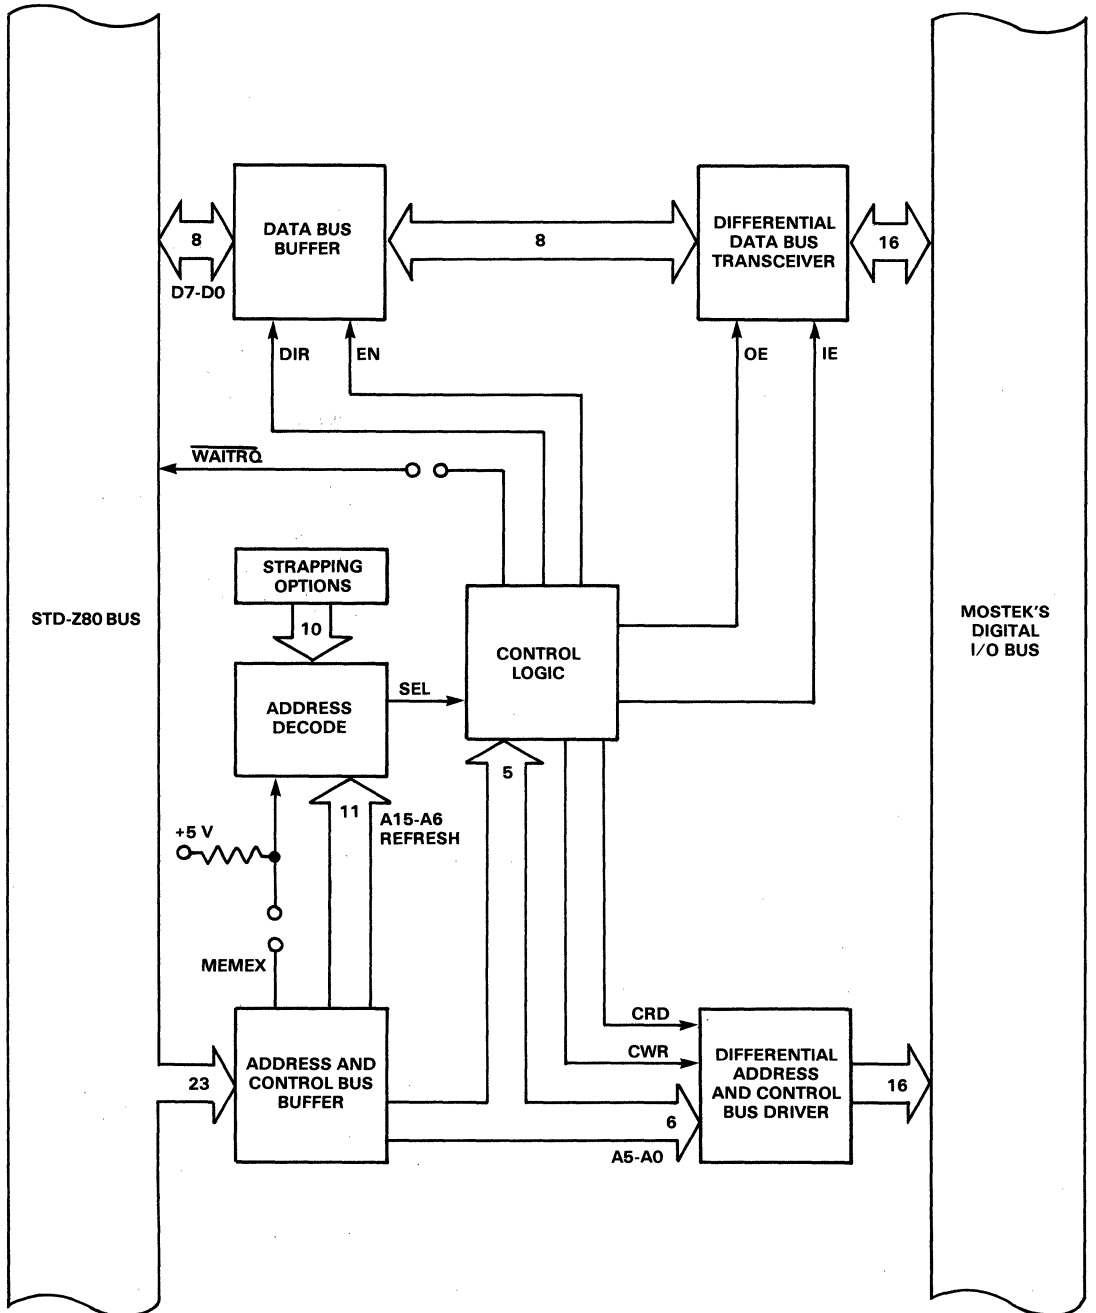 DATA BUS
BUFFER
8
D7-D0
8
DIFFERENTIAL
DATA BUS
TRANSCEIVER
16
DIR
EN
OE
IE
WAITRQ
STRAPPING
OPTIONS
10
STD-Z80 BUS
MOSTEK'S
DIGITAL
I/O BUS
CONTROL
LOGIC
SEL
ADDRESS
DECODE
5
11
A15-A6
REFRESH
+5 V
MEMEX
CRD
CWR
ADDRESS AND
CONTROL BUS
BUFFER
23
DIFFERENTIAL
ADDRESS
AND CONTROL
BUS DRIVER
16
6
A5-A0